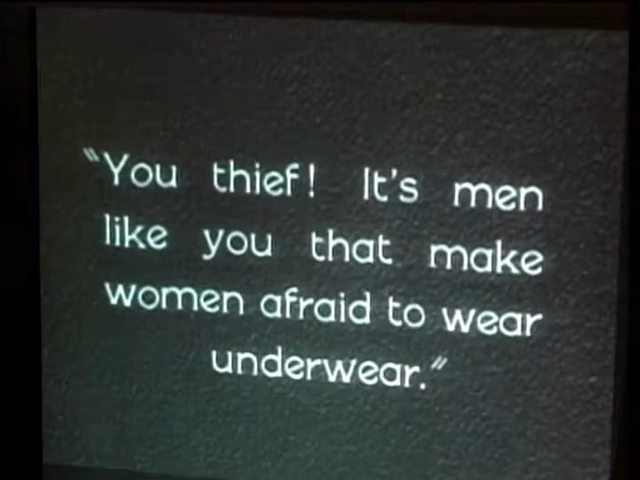 "You thief! It's men
like you that make
women afraid to wear
underwear."